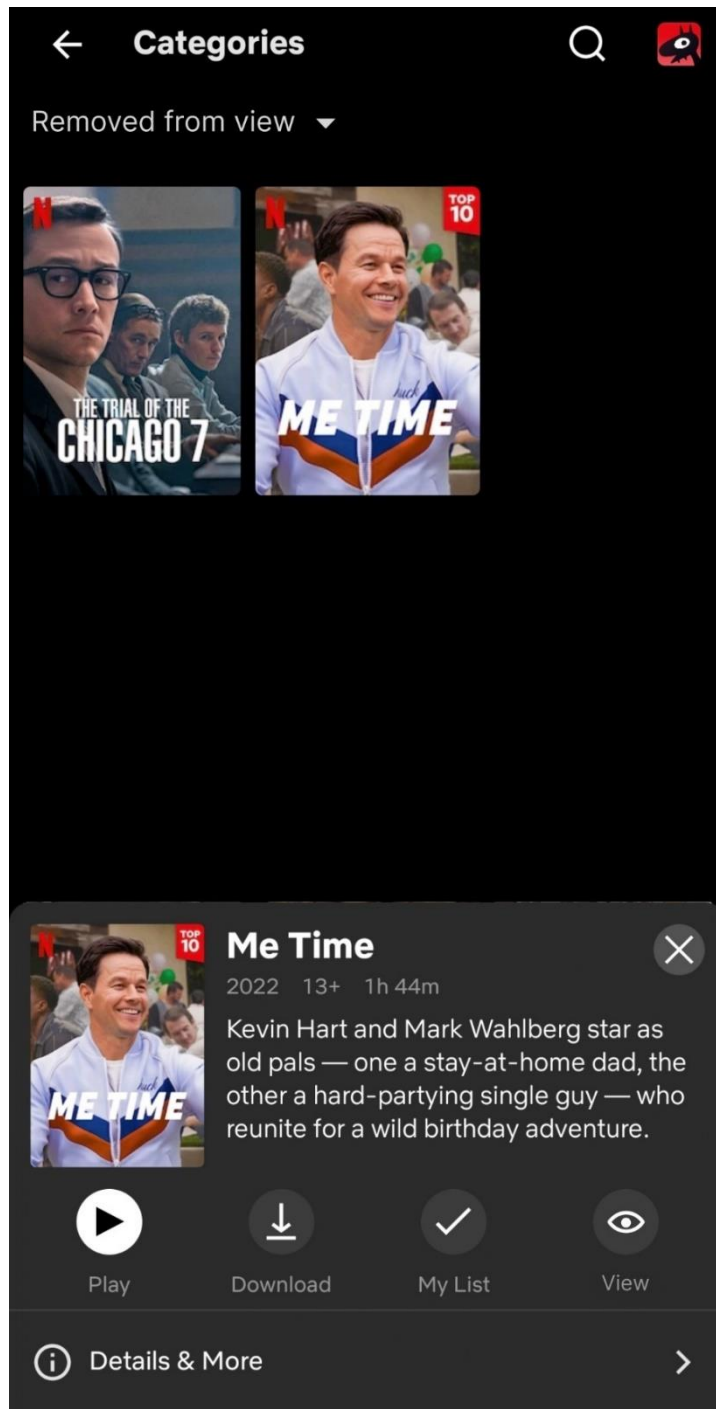 Categories
Removed from view
N
THE TRIAL OF THE
CHICAGO 7
N
TOP
10
huck
ME TIME
N
TOP
10
huck
ME TIME
Me Time
2022 13+ 1h 44m
Kevin Hart and Mark Wahlberg star as
old pals — one a stay-at-home dad, the
other a hard-partying single guy — who
reunite for a wild birthday adventure.
Play
Download
My List
View
Details & More